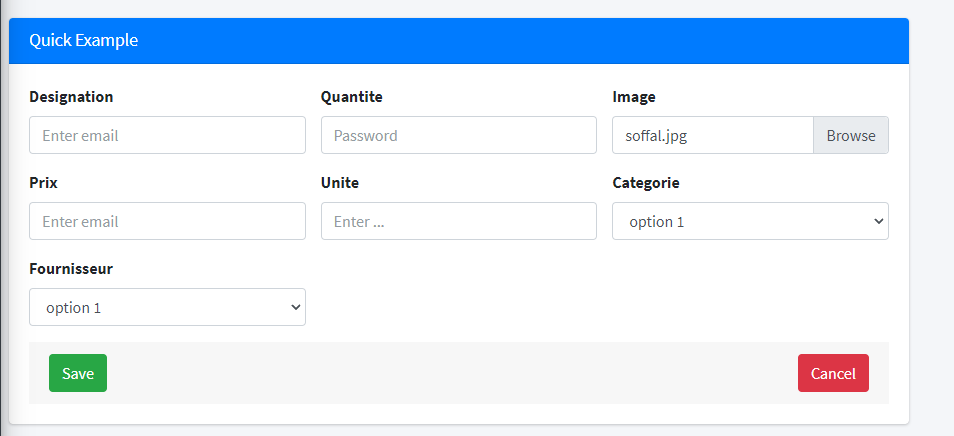 Quick Example
Designation Quantite Image
Enter email Password soffal.jpg Browse
Prix Unite Categorie
Enter email Enter ... option 1
Fournisseur
option 1
Save Cancel